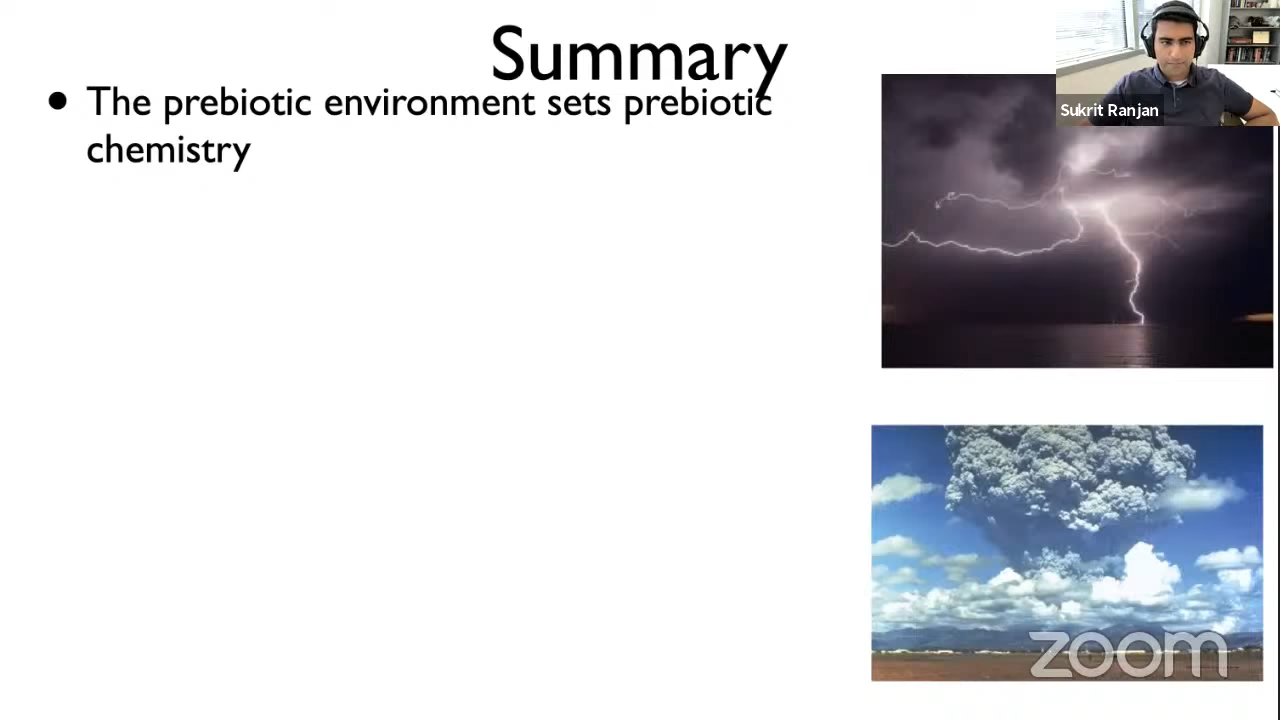 Summary
The prebiotic environment sets prebiotic
chemistry
Sukrit Ranjan
zoom